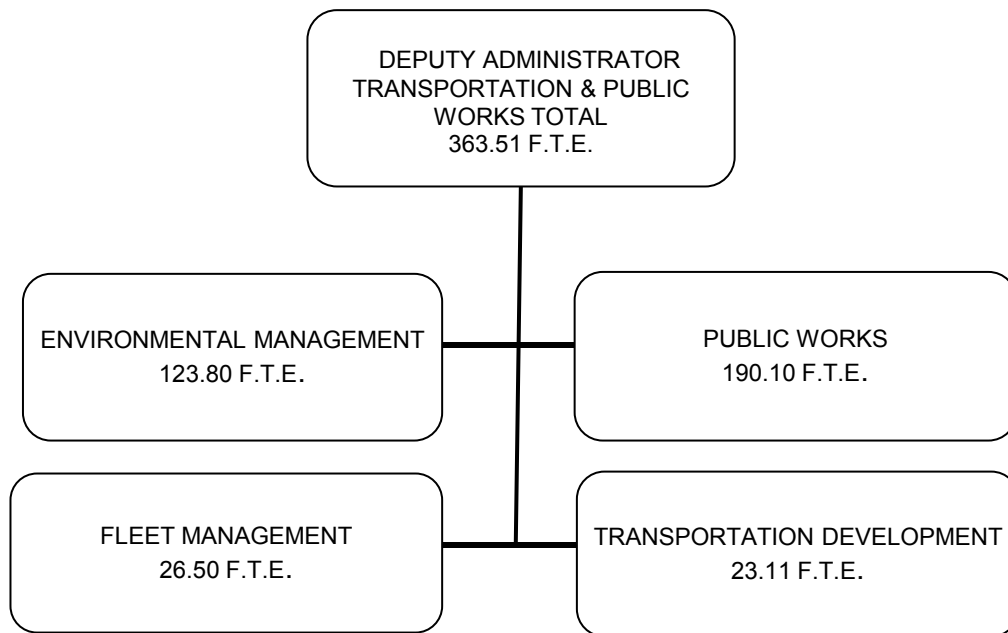 DEPUTY ADMINISTRATOR
TRANSPORTATION & PUBLIC
WORKS TOTAL
363.51 F.T.E.
ENVIRONMENTAL MANAGEMENT
123.80 F.T.E.
PUBLIC WORKS
190.10 F.T.E.
FLEET MANAGEMENT
26.50 F.T.E.
TRANSPORTATION DEVELOPMENT
23.11 F.T.E.